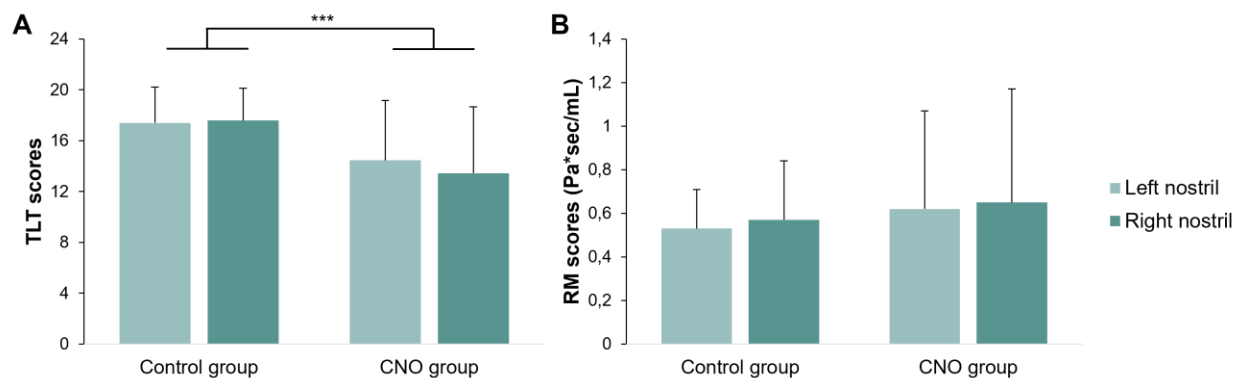 A
***
TLT scores
24
20
16
12
8
4
0
Control group
CNO group
B
RM scores (Pa*sec/mL)
1,4
1,2
1
0,8
0,6
0,4
0,2
0
Control group
CNO group
Left nostril
Right nostril